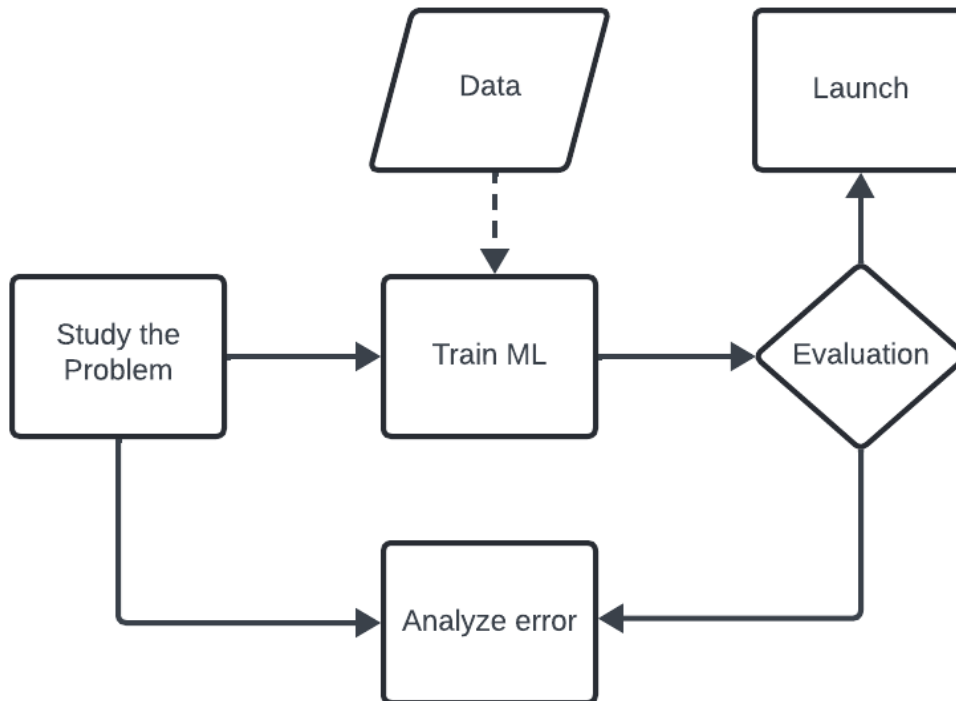 Data
Launch
Study the
Problem
Train ML
Evaluation
Analyze error